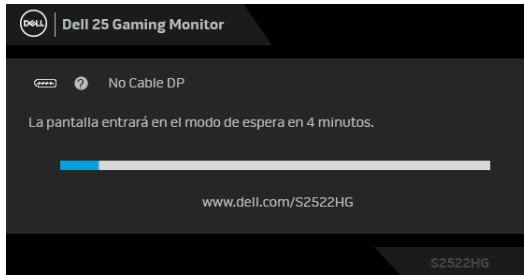 DELL
Dell 25 Gaming Monitor
? No Cable DP
La pantalla entrará en el modo de espera en 4 minutos.
www.dell.com/S2522HG
S2522HG